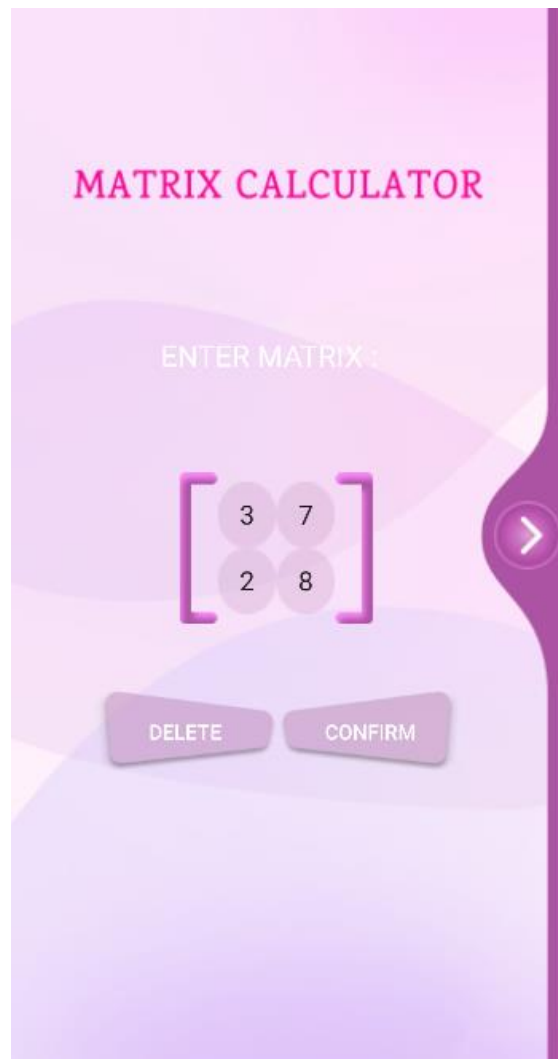 MATRIX CALCULATOR
ENTER MATRIX :
3 7
2 8
DELETE CONFIRM